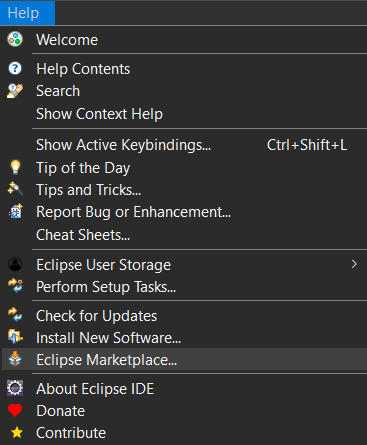 Help
Welcome
Help Contents
Search
Show Context Help
Show Active Keybindings... Ctrl+Shift+L
Tip of the Day
Tips and Tricks...
Report Bug or Enhancement...
Cheat Sheets...
Eclipse User Storage
Perform Setup Tasks...
Check for Updates
Install New Software...
Eclipse Marketplace...
About Eclipse IDE
Donate
Contribute